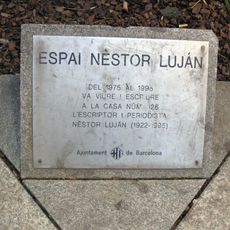 ESPAI NÈSTOR LUJÁN
DEL 1975 AL 1995
VA VIURE I ESCRIURE
A LA CASA NÚM. 126
L'ESCRIPTOR I PERIODISTA
NÈSTOR LUJÁN (1922-1995)
Ajuntament de Barcelona